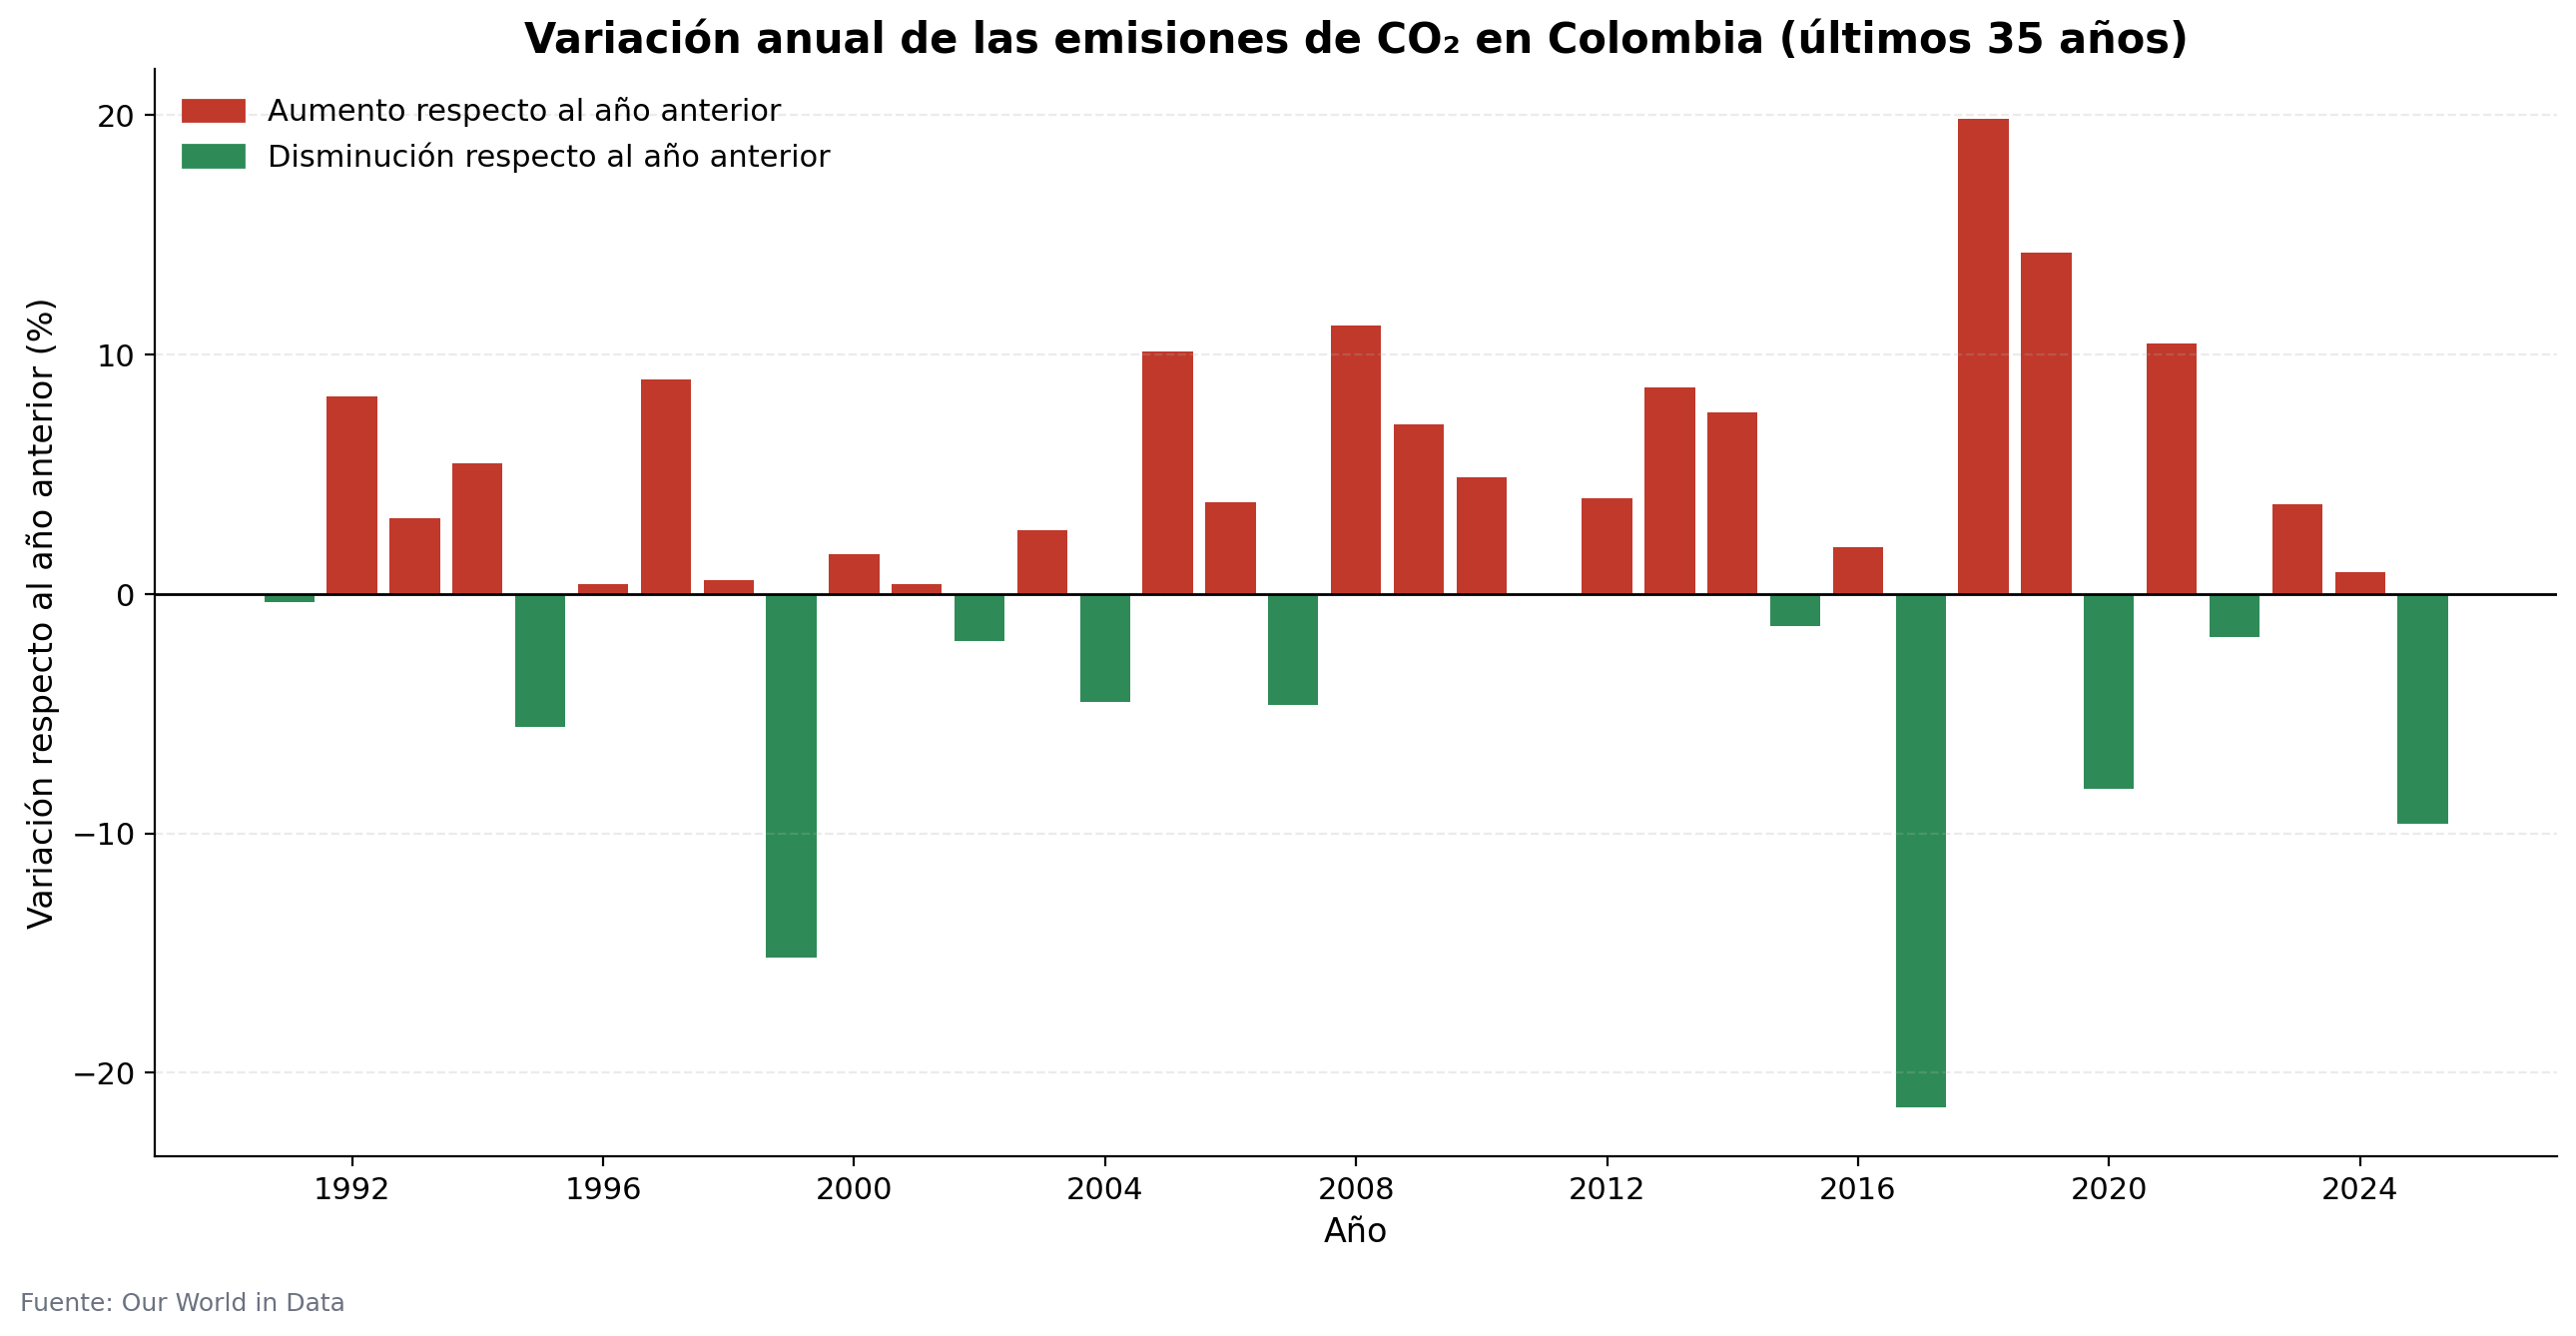 Variación anual de las emisiones de CO₂ en Colombia (últimos 35 años)
Aumento respecto al año anterior
Disminución respecto al año anterior
Variación respecto al año anterior (%)
20
10
0
−10
−20
1992 1996 2000 2004 2008 2012 2016 2020 2024
Año
Fuente: Our World in Data